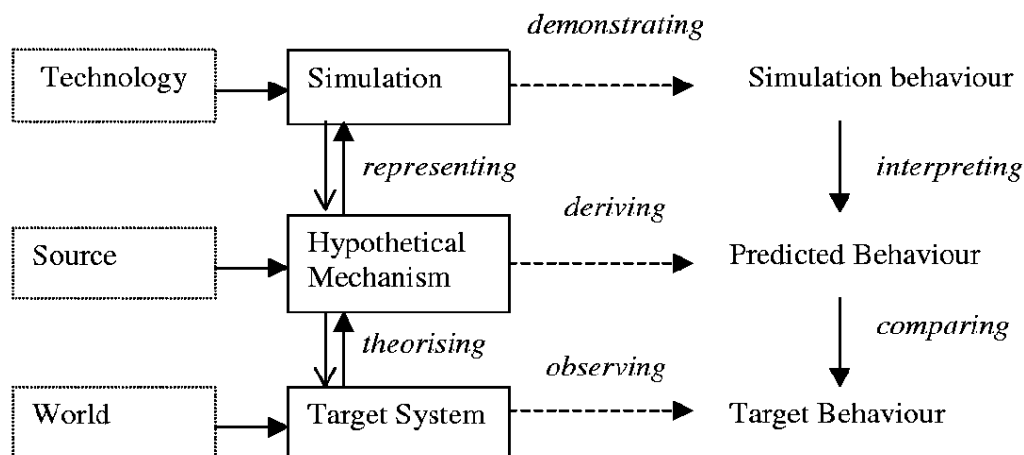 demonstrating
Technology
Simulation
Simulation behaviour
representing
interpreting
deriving
Source
Hypothetical
Mechanism
Predicted Behaviour
theorising
comparing
observing
World
Target System
Target Behaviour